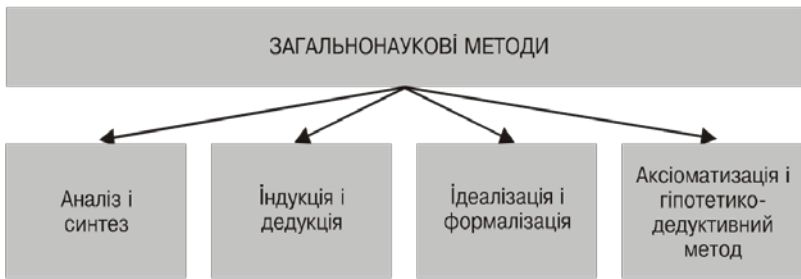 ЗАГАЛЬНОНАУКОВІ МЕТОДИ
Аналіз і
синтез
Індукція і
дедукція
Ідеалізація і
формалізація
Аксіоматизація і
гіпотетико-
дедуктивний
метод